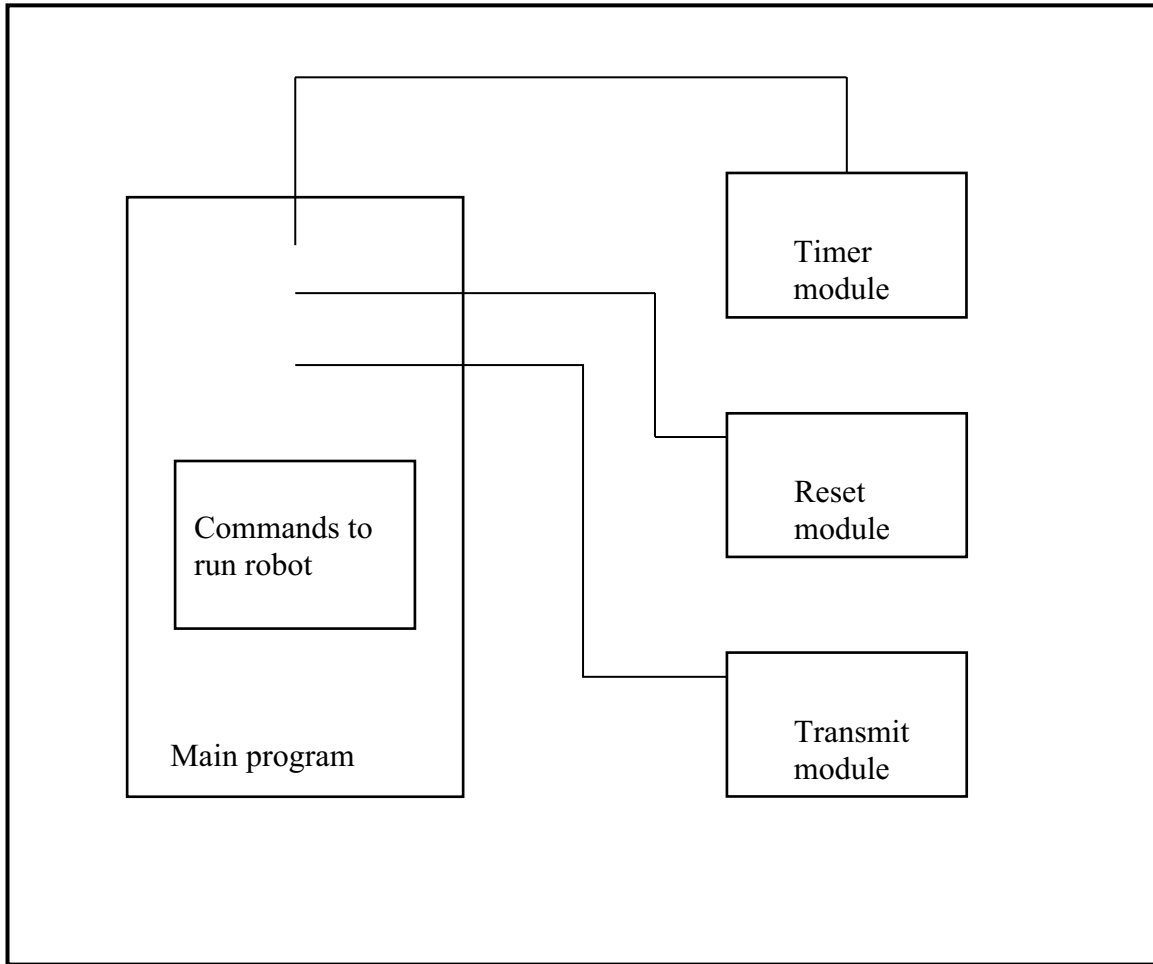 Timer
module
Reset
module
Commands to
run robot
Transmit
module
Main program